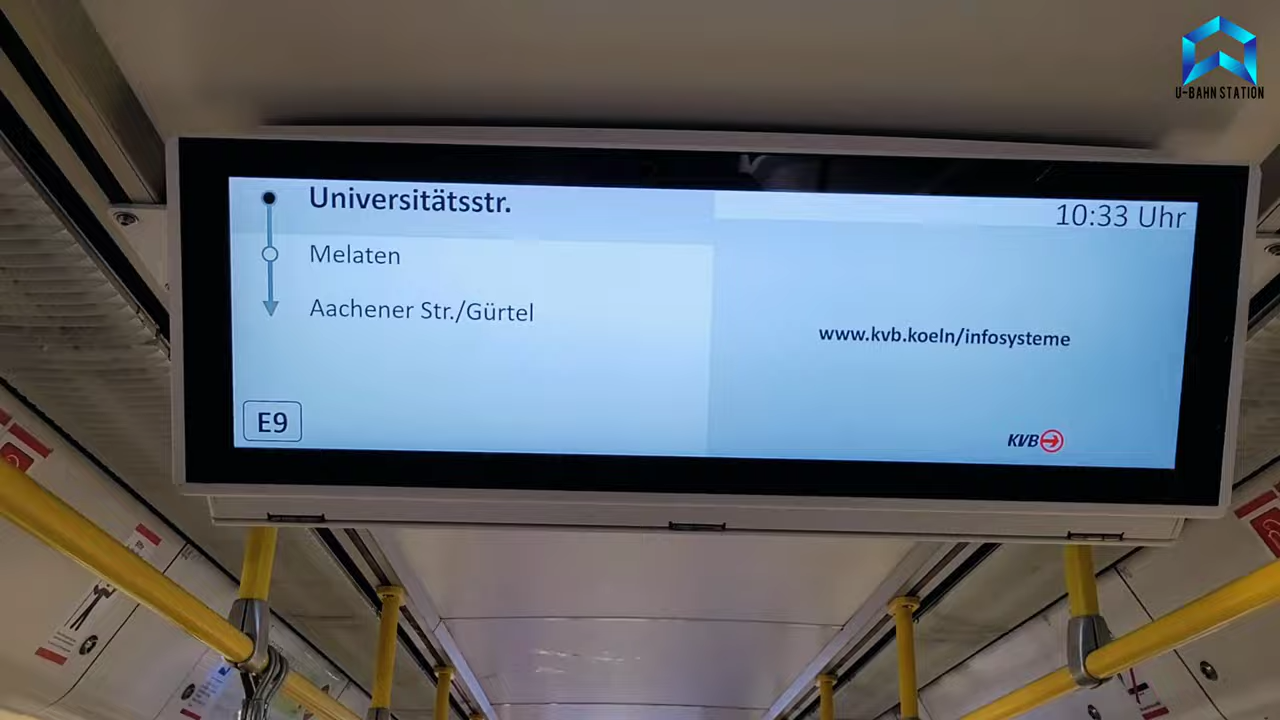 U-BAHN STATION
Universitätsstr.
10:33 Uhr
Melaten
Aachener Str./Gürtel
www.kvb.koeln/infosysteme
E9
KVB